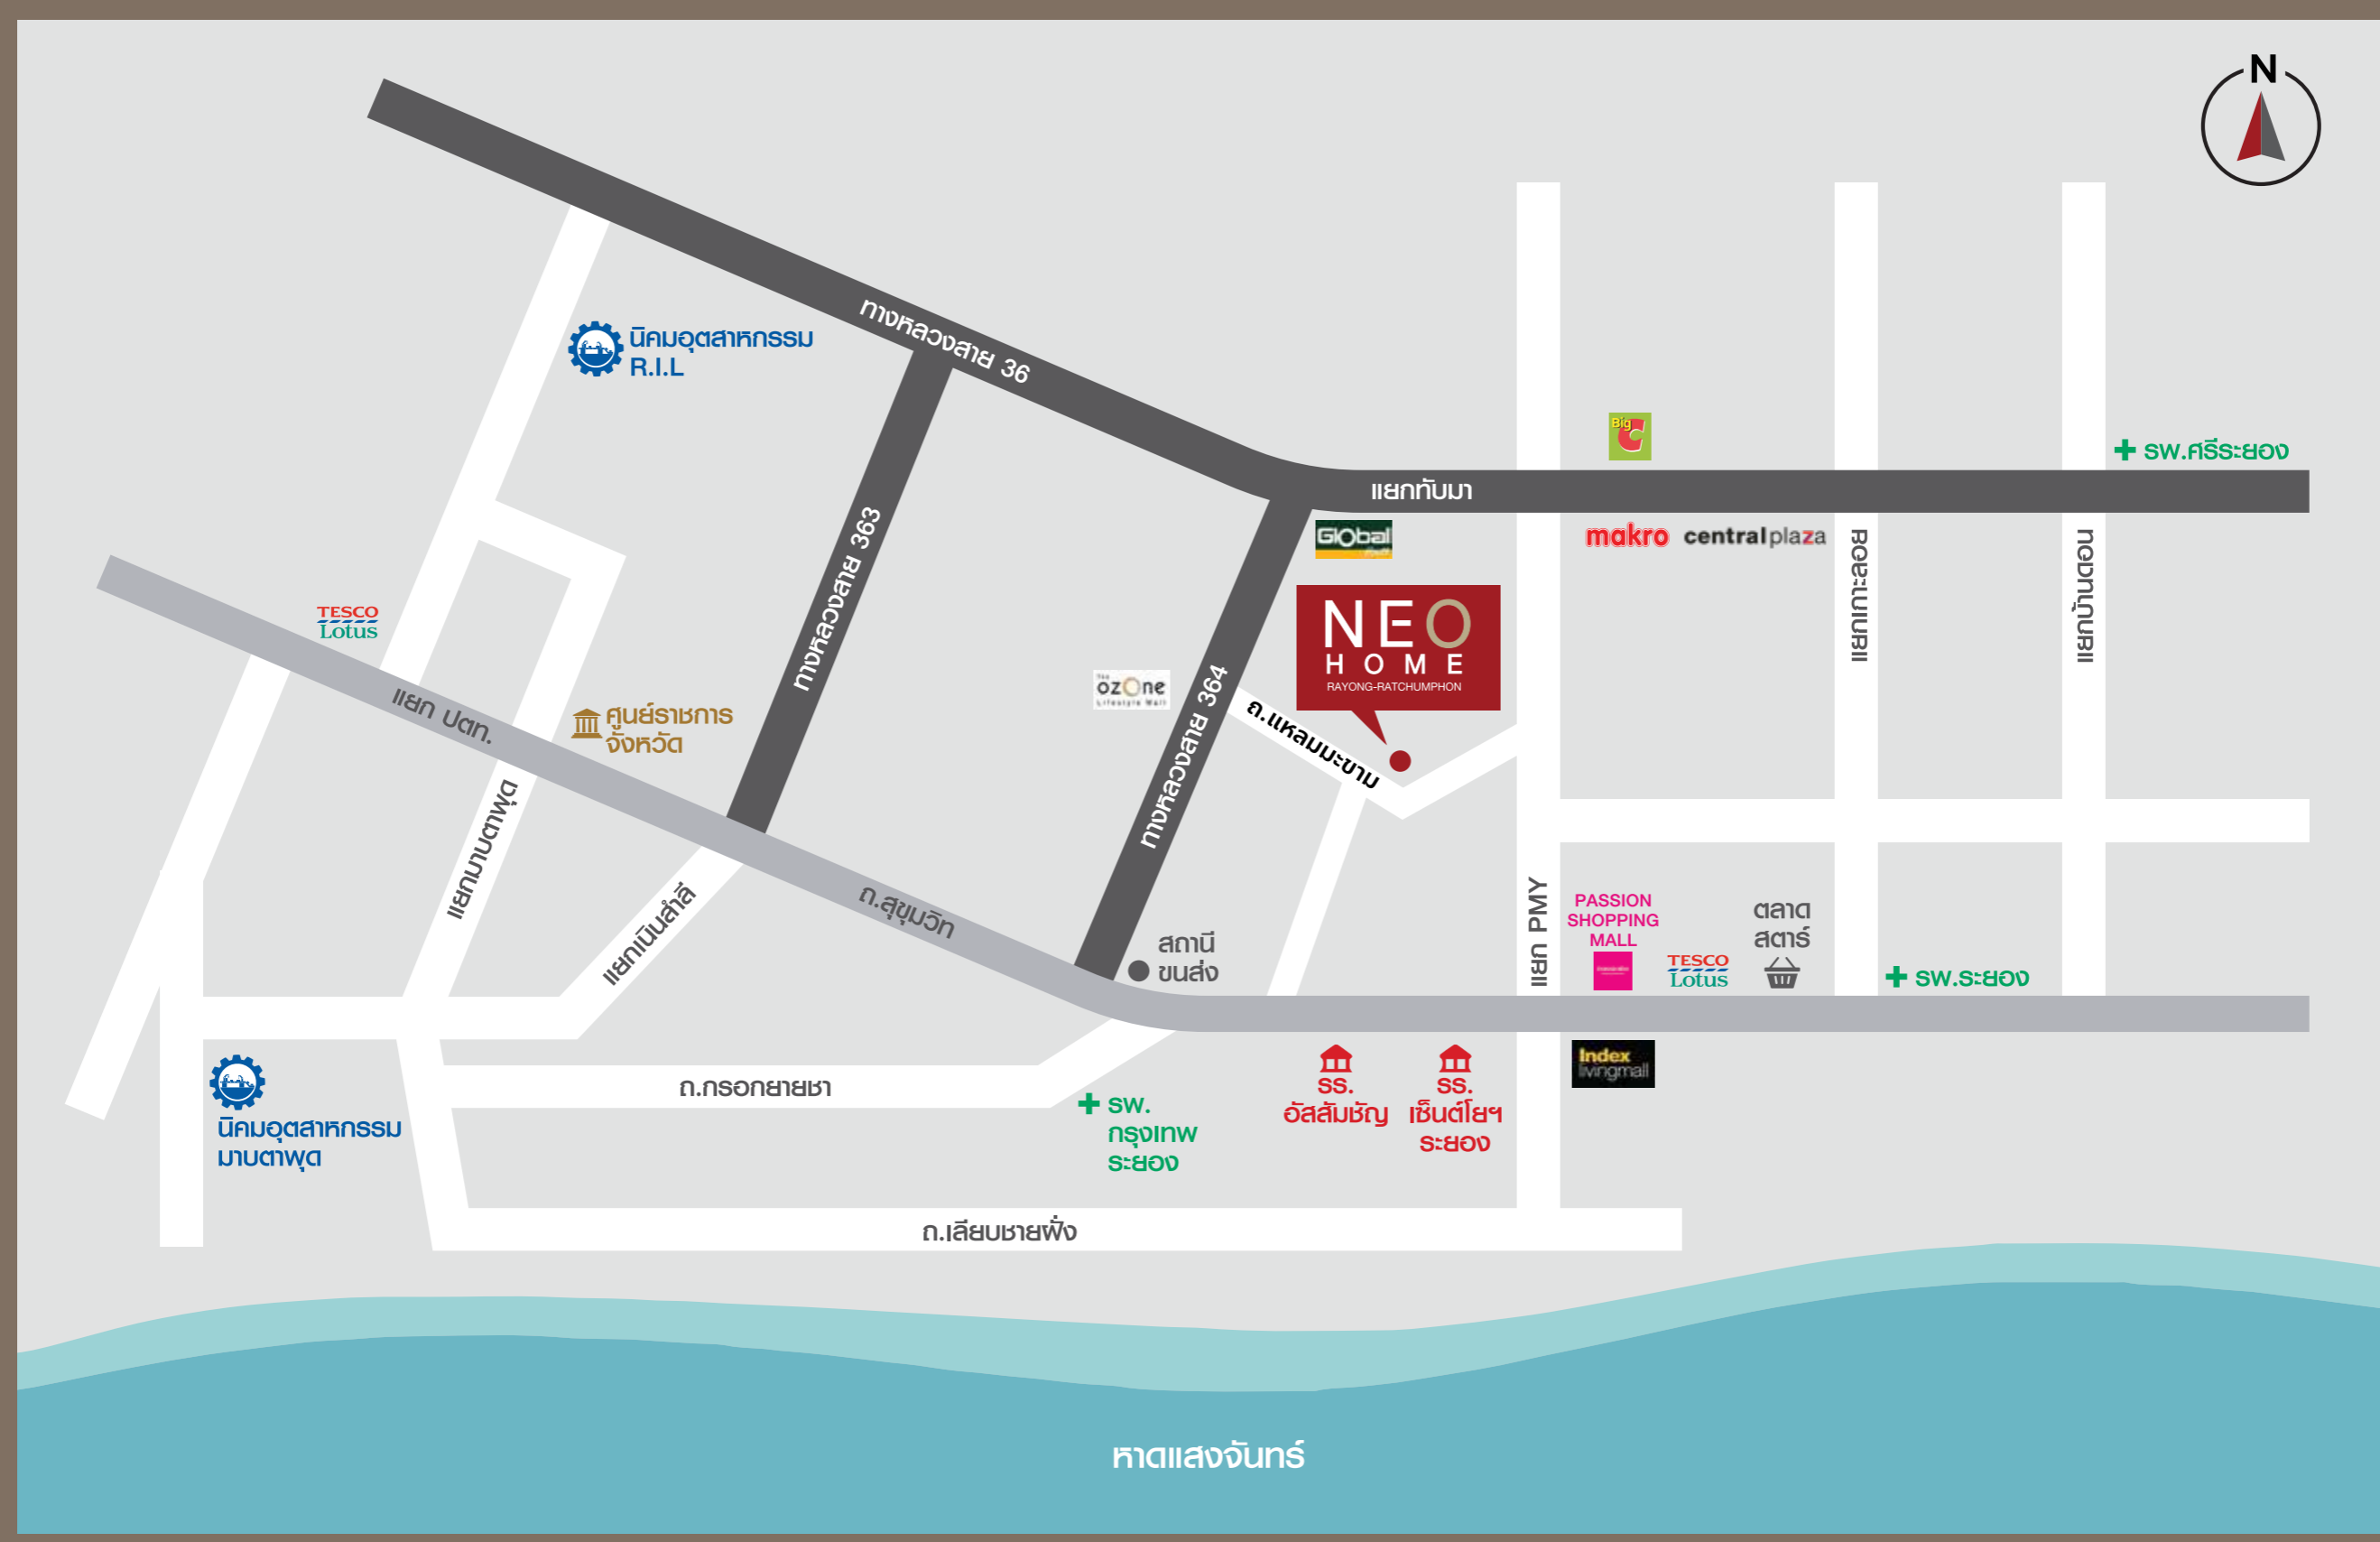 N
ทางหลวงสาย 36
นิคมอุตสาหกรรม
R.I.L
Big C
รพ.ศรีระยอง
แยกทับมา
Global
makro
centralplaza
ทางหลวงสาย 363
แยกเกาะลอย
แยกบ้านดอน
NEO
HOME
RAYONG-RATCHUMPHON
TESCO
Lotus
แยก ปตท.
ศูนย์ราชการ
จังหวัด
The
ozone
Lifestyle Mall
ทางหลวงสาย 364
ถ.แหลมมะขาม
แยกมาบตาพุด
แยกเนินสำลี
ถ.สุขุมวิท
สถานี
ขนส่ง
แยก PMY
PASSION
SHOPPING
MALL
TESCO
Lotus
ตลาด
สตาร์
รพ.ระยอง
นิคมอุตสาหกรรม
มาบตาพุด
ถ.กรอกยายชา
รพ.
กรุงเทพ
ระยอง
รร.
อัสสัมชัญ
รร.
เซ็นต์โยฯ
ระยอง
Index
livingmall
ถ.เลียบชายฝั่ง
หาดแสงจันทร์